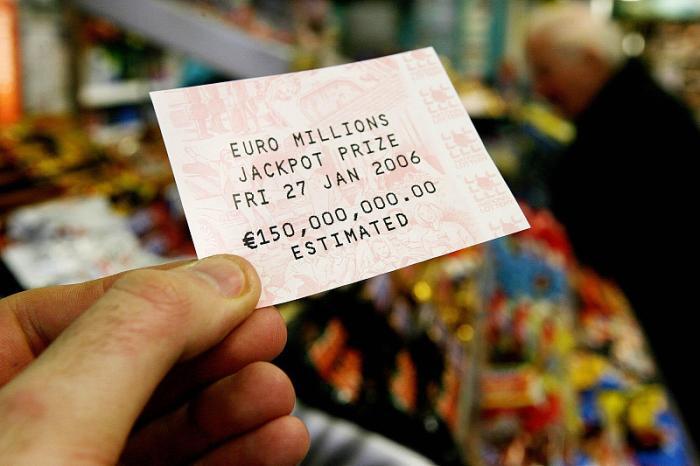 EURO MILLIONS
JACKPOT PRIZE
FRI 27 JAN 2006
€150,000,000.00
ESTIMATED